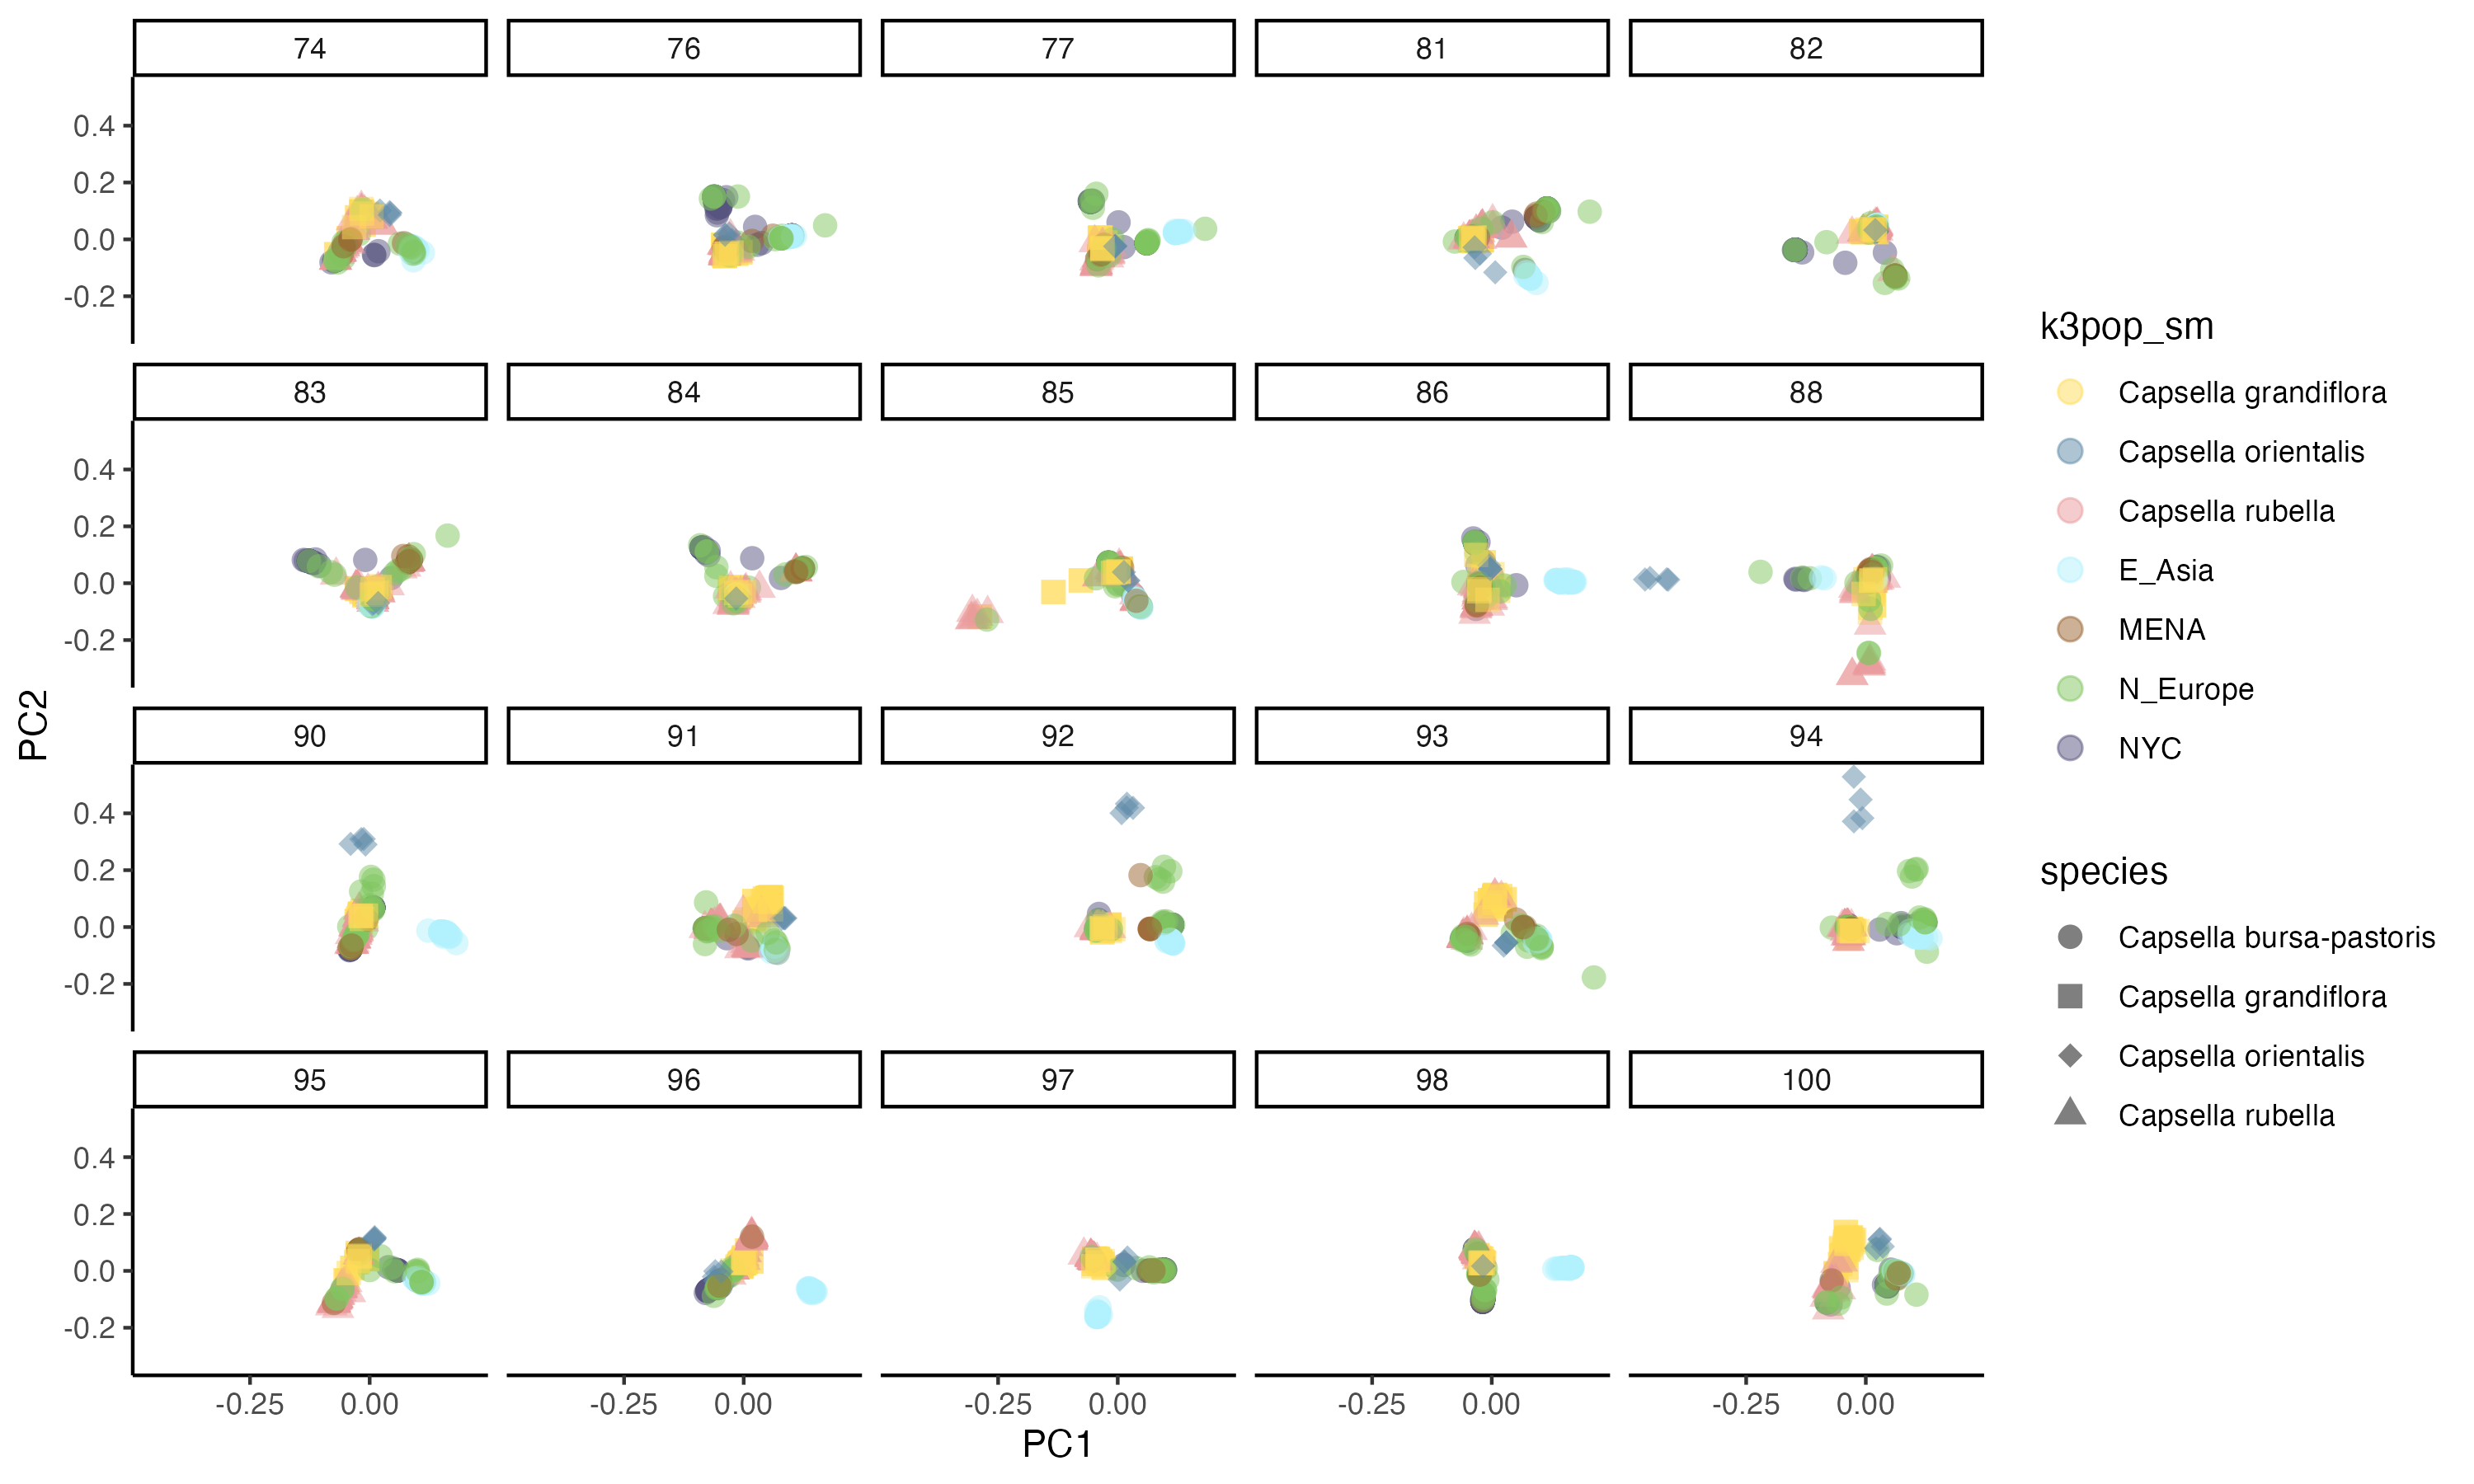 74 76 77 81 82
0.4
0.2
0.0
-0.2
83 84 85 86 88
0.4
0.2
0.0
-0.2
90 91 92 93 94
0.4
0.2
0.0
-0.2
95 96 97 98 100
0.4
0.2
0.0
-0.2
-0.25 0.00 -0.25 0.00 -0.25 0.00 -0.25 0.00 -0.25 0.00
PC1
PC2
k3pop_sm
Capsella grandiflora
Capsella orientalis
Capsella rubella
E_Asia
MENA
N_Europe
NYC
species
Capsella bursa-pastoris
Capsella grandiflora
Capsella orientalis
Capsella rubella